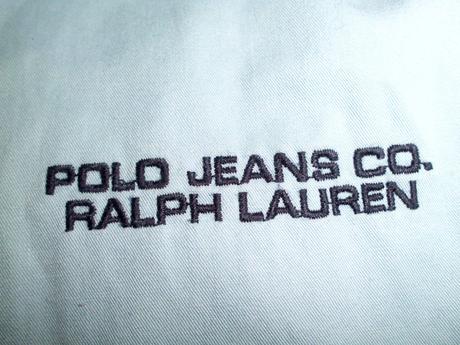 POLO JEANS CO.
RALPH LAUREN